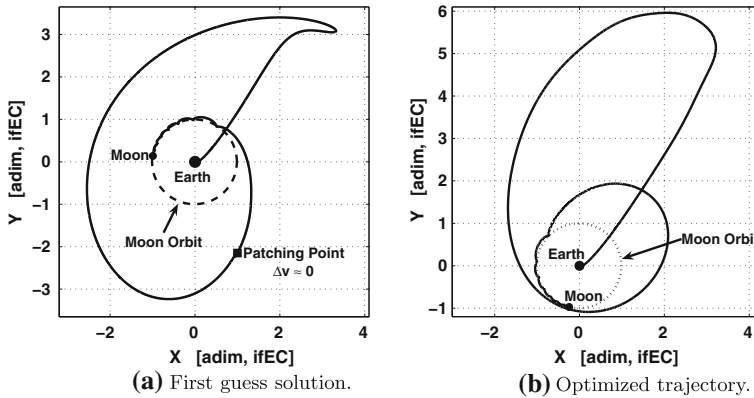 4
3
2
1
0
−1
−2
−3
Y [adim, ifEC]
Moon
Earth
Moon Orbit
Patching Point
Δv ≈ 0
−2
0
2
4
X [adim, ifEC]
(a) First guess solution.
6
5
4
3
2
1
0
−1
Y [adim, ifEC]
Earth
Moon Orbi
Moon
−2
0
2
4
X [adim, ifEC]
(b) Optimized trajectory.